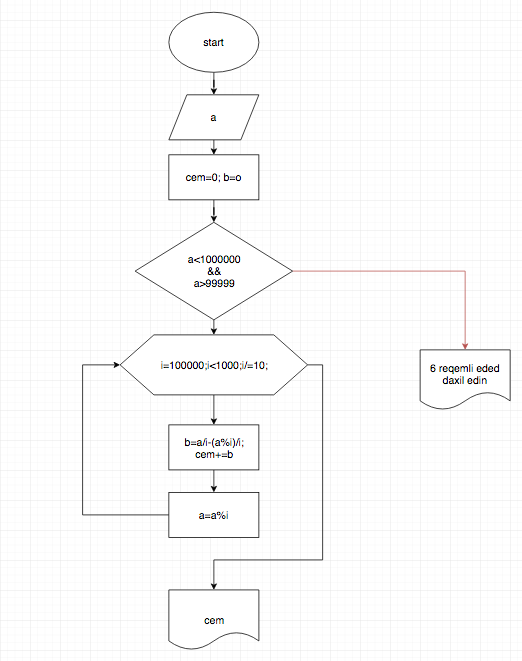 start
a
cem=0; b=o
a<1000000
&&
a>99999
i=100000;i<1000;i/=10;
6 reqemli eded
daxil edin
b=a/i-(a%i)/i;
cem+=b
a=a%i
cem